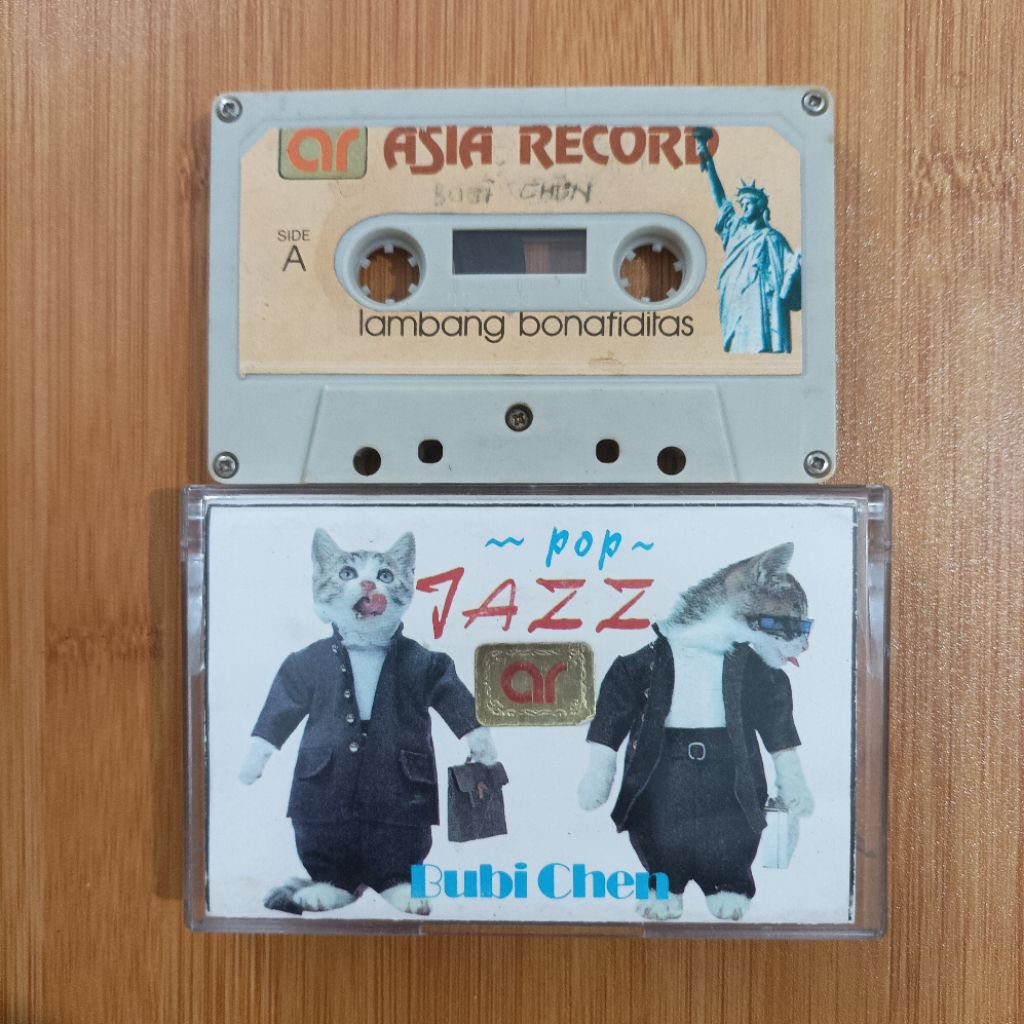 ar ASIA RECORD
BUBI CHEN
SIDE
A
lambang bonafiditas
~ pop ~
JAZZ
ar
Bubi Chen